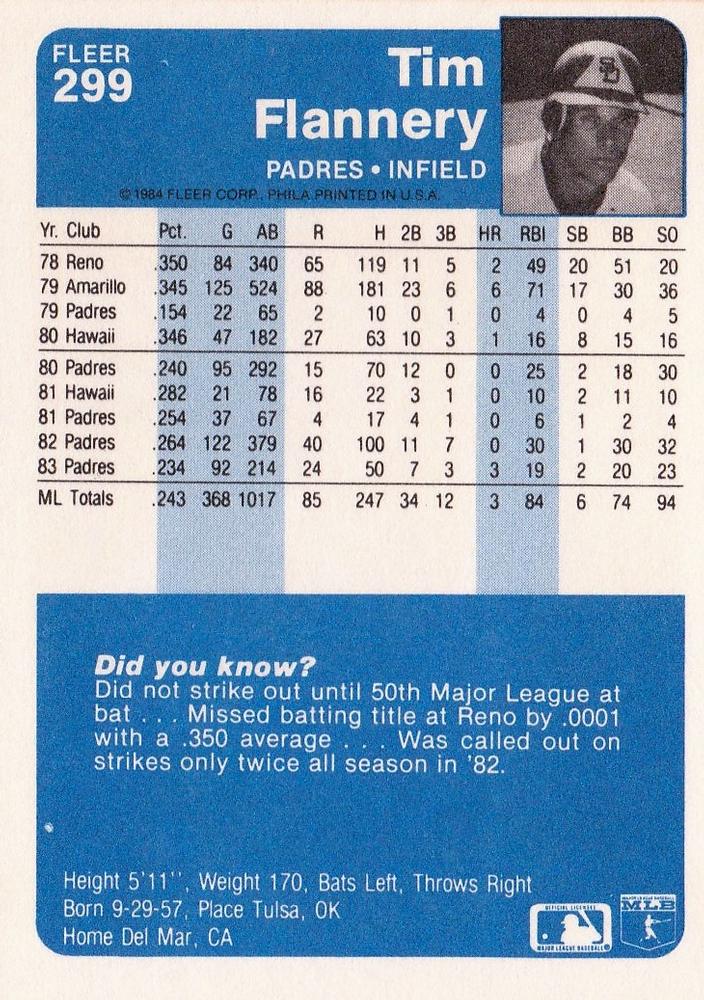 FLEER
299
Tim
Flannery
PADRES • INFIELD
© 1984 FLEER CORP., PHILA. PRINTED IN U.S.A.
SD
Yr. Club Pct. G AB R H 2B 3B HR RBI SB BB SO
78 Reno .350 84 340 65 119 11 5 2 49 20 51 20
79 Amarillo .345 125 524 88 181 23 6 6 71 17 30 36
79 Padres .154 22 65 2 10 0 1 0 4 0 4 5
80 Hawaii .346 47 182 27 63 10 3 1 16 8 15 16
80 Padres .240 95 292 15 70 12 0 0 25 2 18 30
81 Hawaii .282 21 78 16 22 3 1 0 10 2 11 10
81 Padres .254 37 67 4 17 4 1 0 6 1 2 4
82 Padres .264 122 379 40 100 11 7 0 30 1 30 32
83 Padres .234 92 214 24 50 7 3 3 19 2 20 23
ML Totals .243 368 1017 85 247 34 12 3 84 6 74 94
Did you know?
Did not strike out until 50th Major League at
bat . . . Missed batting title at Reno by .0001
with a .350 average . . . Was called out on
strikes only twice all season in '82.
Height 5'11'', Weight 170, Bats Left, Throws Right
Born 9-29-57, Place Tulsa, OK
Home Del Mar, CA
OFFICIAL LICENSEE
MAJOR LEAGUE BASEBALL
MAJOR LEAGUE BASEBALL
MLB